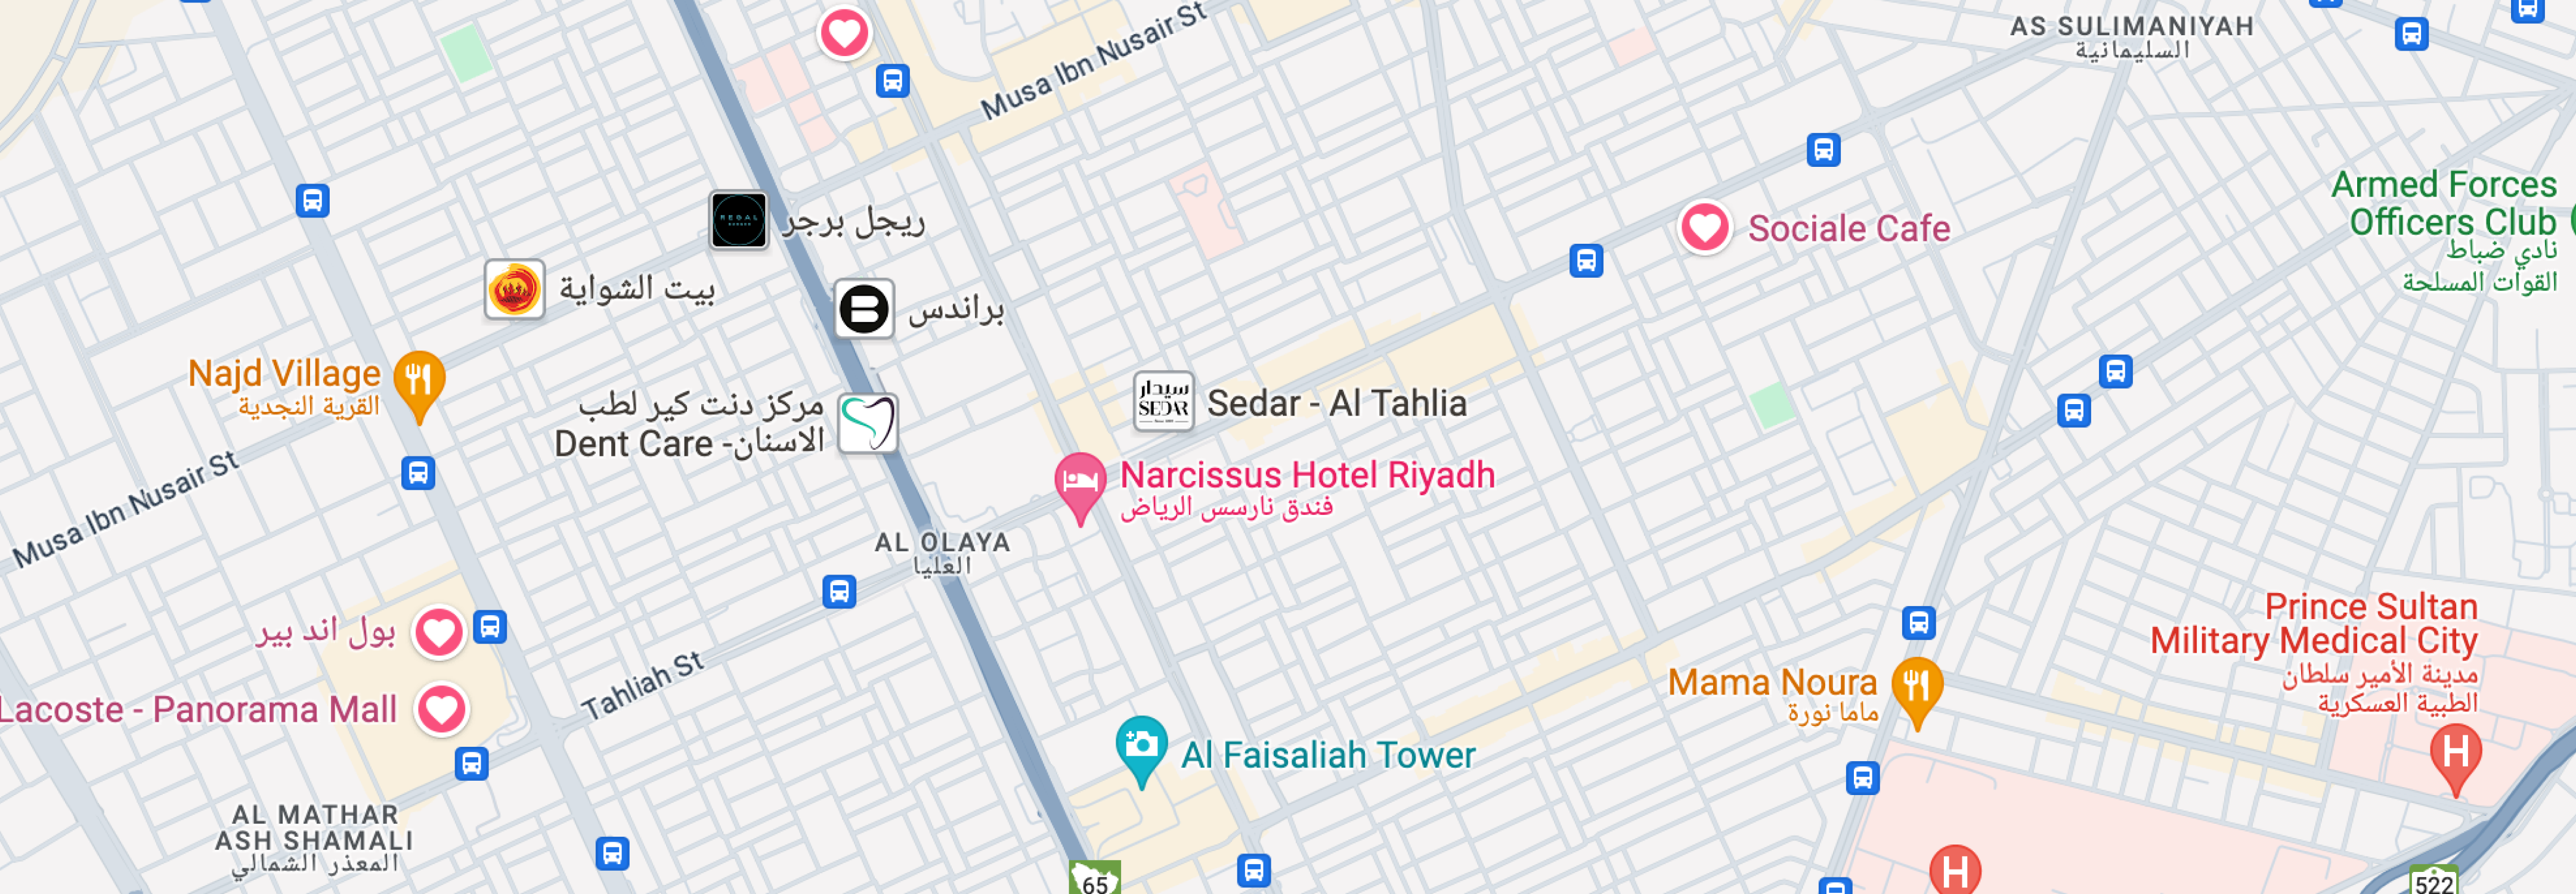 Musa Ibn Nusair St
AS SULIMANIYAH
السليمانية
Armed Forces
Officers Club
نادي ضباط
القوات المسلحة
REGAL
ريجل برجر
Sociale Cafe
بيت الشواية
براندس
Najd Village
القرية النجدية
سيدار
SEDAR
Sedar - Al Tahlia
مركز دنت كير لطب
الاسنان- Dent Care
Narcissus Hotel Riyadh
فندق نارسس الرياض
Musa Ibn Nusair St
AL OLAYA
العليا
بول اند بير
Prince Sultan
Military Medical City
مدينة الأمير سلطان
الطبية العسكرية
Tahliah St
Mama Noura
ماما نورة
Lacoste - Panorama Mall
Al Faisaliah Tower
H
AL MATHAR
ASH SHAMALI
المعذر الشمالي
H
65
522